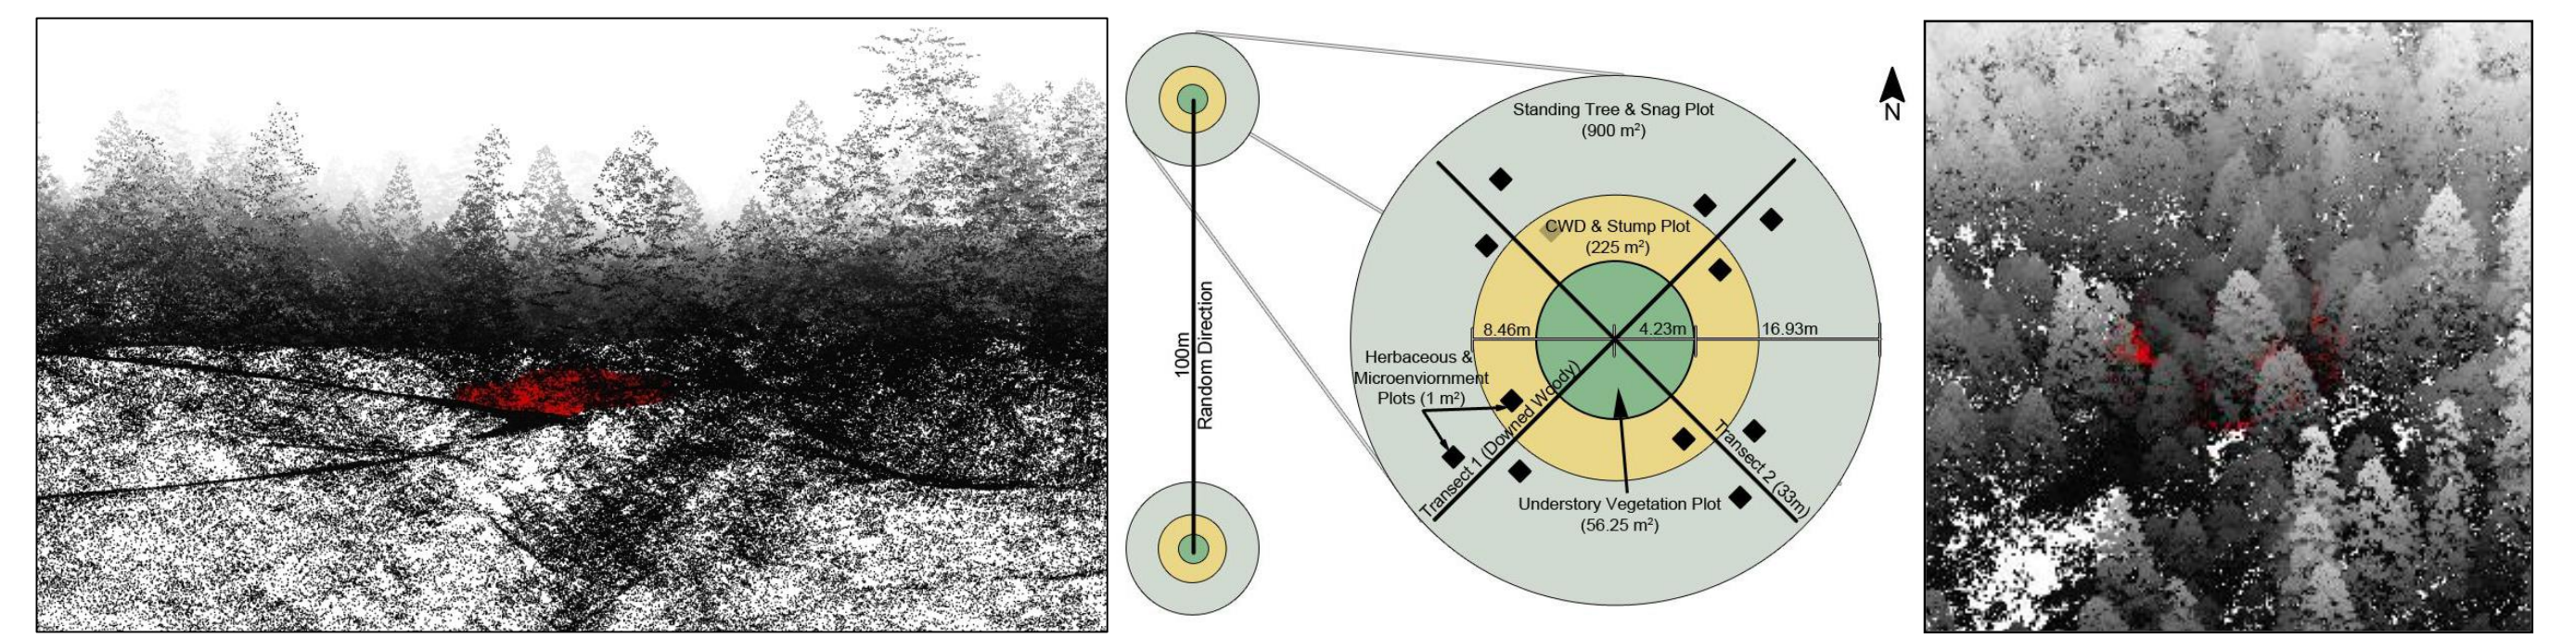 100m
Random Direction
Standing Tree & Snag Plot
(900 m²)
N
CWD & Stump Plot
(225 m²)
8.46m
4.23m
16.93m
Herbaceous &
Microenviornment
Plots (1 m²)
Transect 1 (Downed Woody)
Transect 2 (33m)
Understory Vegetation Plot
(56.25 m²)